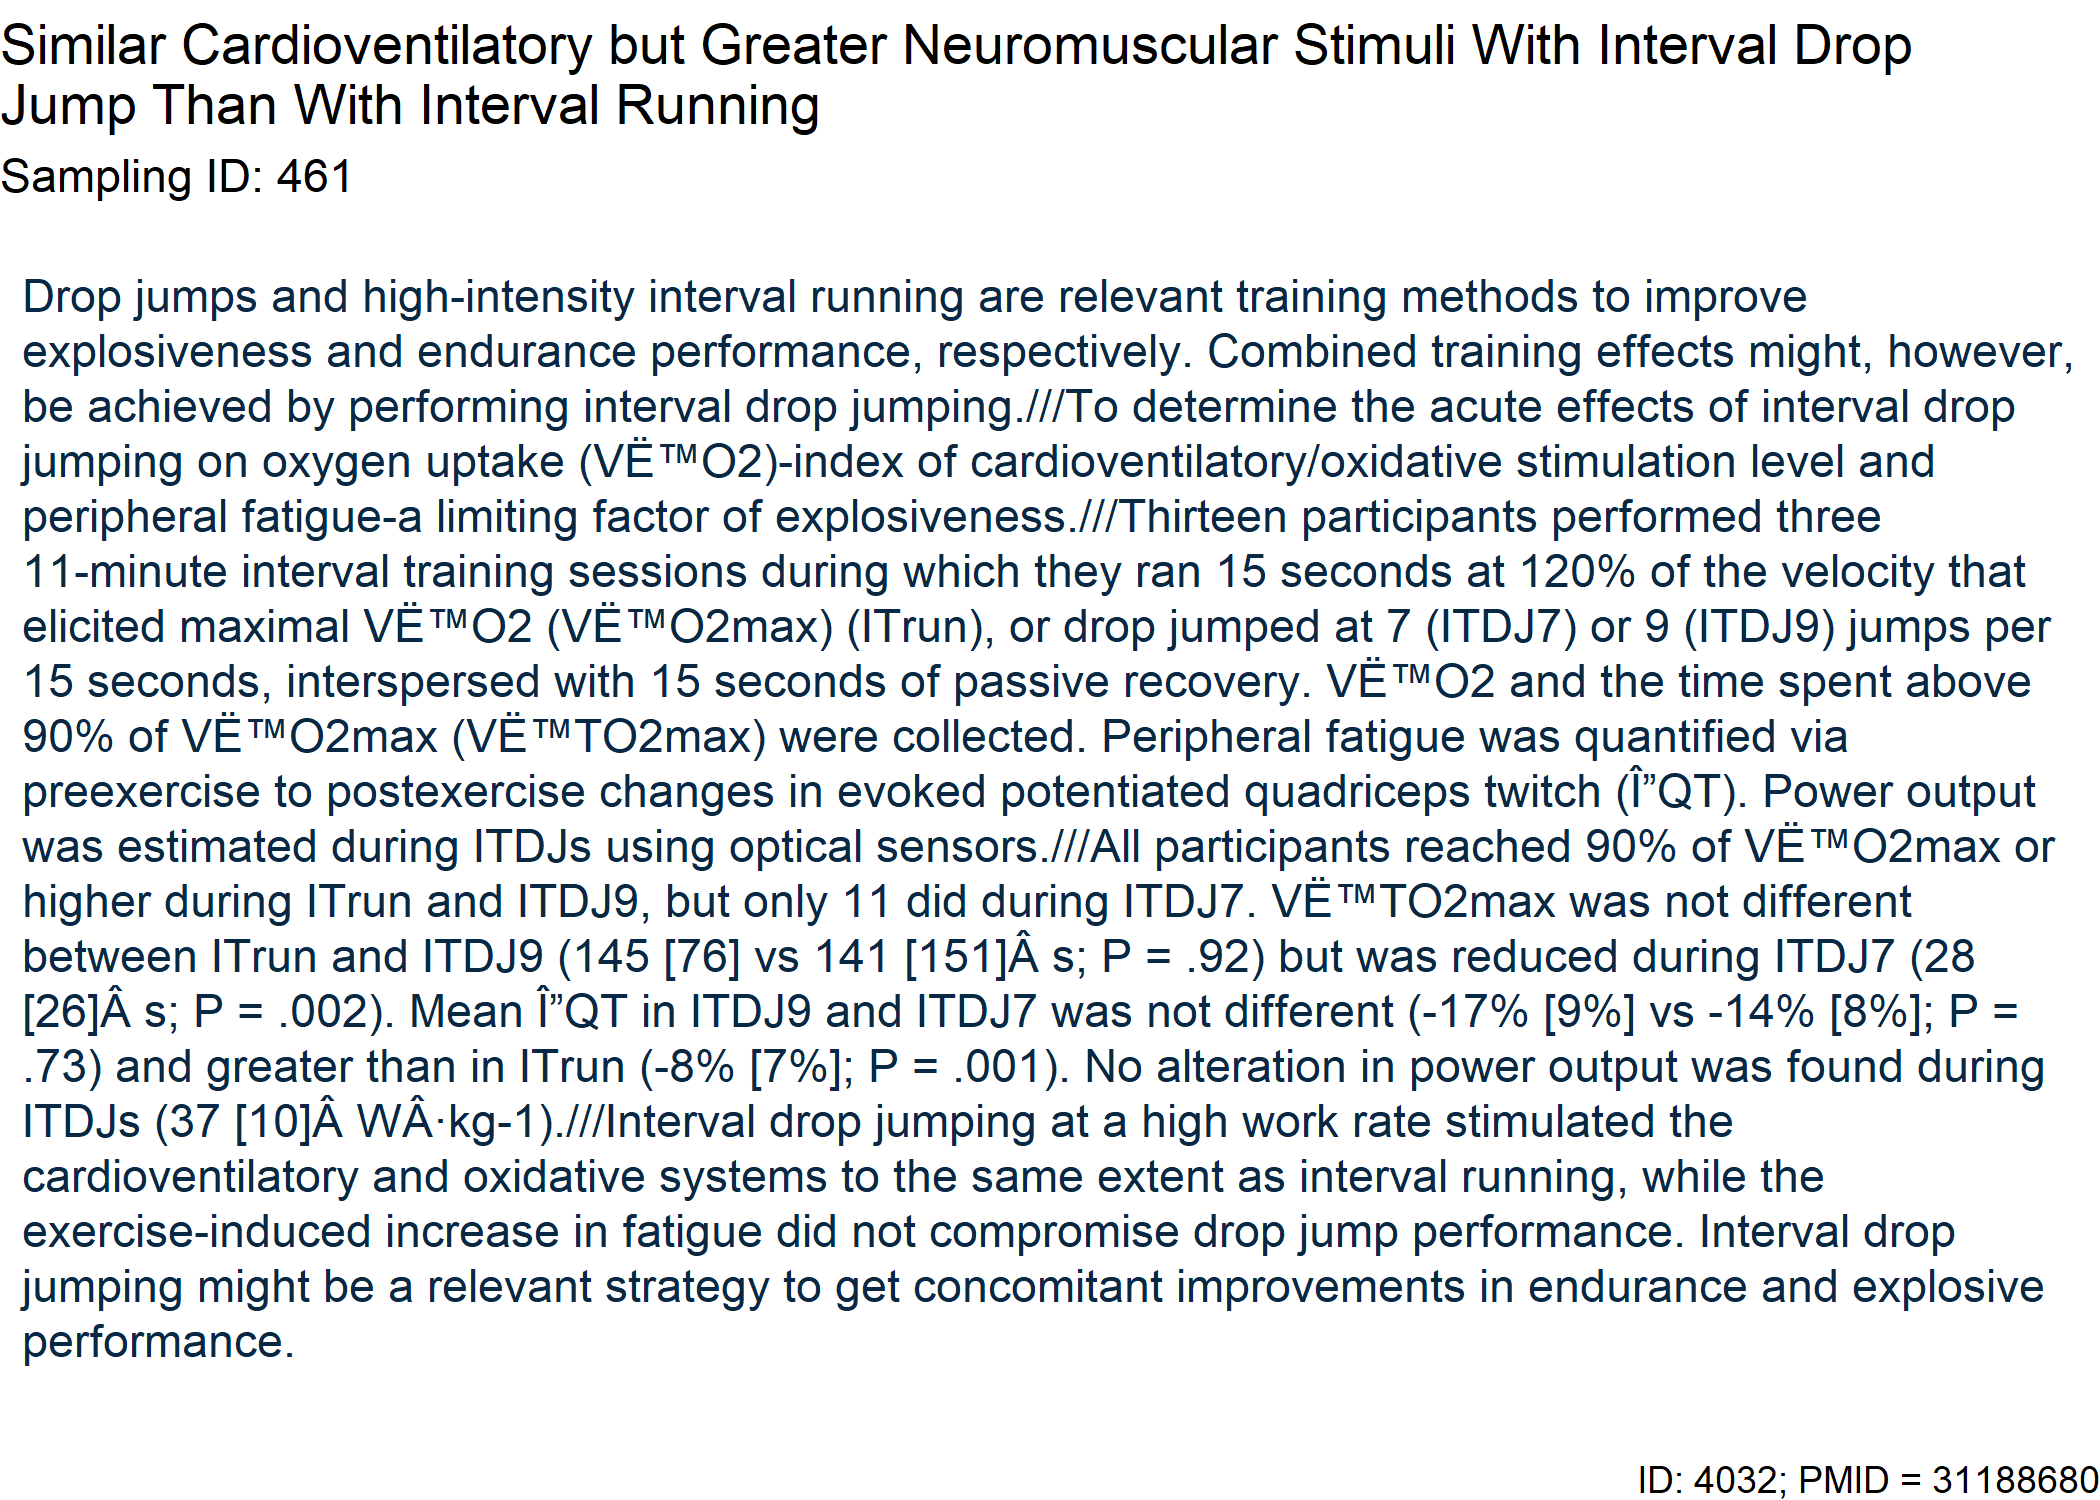 Similar Cardioventilatory but Greater Neuromuscular Stimuli With Interval Drop
Jump Than With Interval Running
Sampling ID: 461
Drop jumps and high-intensity interval running are relevant training methods to improve
explosiveness and endurance performance, respectively. Combined training effects might, however,
be achieved by performing interval drop jumping.///To determine the acute effects of interval drop
jumping on oxygen uptake (VË™O2)-index of cardioventilatory/oxidative stimulation level and
peripheral fatigue-a limiting factor of explosiveness.///Thirteen participants performed three
11-minute interval training sessions during which they ran 15 seconds at 120% of the velocity that
elicited maximal VË™O2 (VË™O2max) (ITrun), or drop jumped at 7 (ITDJ7) or 9 (ITDJ9) jumps per
15 seconds, interspersed with 15 seconds of passive recovery. VË™O2 and the time spent above
90% of VË™O2max (VË™TO2max) were collected. Peripheral fatigue was quantified via
preexercise to postexercise changes in evoked potentiated quadriceps twitch (Î”QT). Power output
was estimated during ITDJs using optical sensors.///All participants reached 90% of VË™O2max or
higher during ITrun and ITDJ9, but only 11 did during ITDJ7. VË™TO2max was not different
between ITrun and ITDJ9 (145 [76] vs 141 [151]Â s; P = .92) but was reduced during ITDJ7 (28
[26]Â s; P = .002). Mean Î”QT in ITDJ9 and ITDJ7 was not different (-17% [9%] vs -14% [8%]; P =
.73) and greater than in ITrun (-8% [7%]; P = .001). No alteration in power output was found during
ITDJs (37 [10]Â WÂ·kg-1).///Interval drop jumping at a high work rate stimulated the
cardioventilatory and oxidative systems to the same extent as interval running, while the
exercise-induced increase in fatigue did not compromise drop jump performance. Interval drop
jumping might be a relevant strategy to get concomitant improvements in endurance and explosive
performance.
ID: 4032; PMID = 31188680